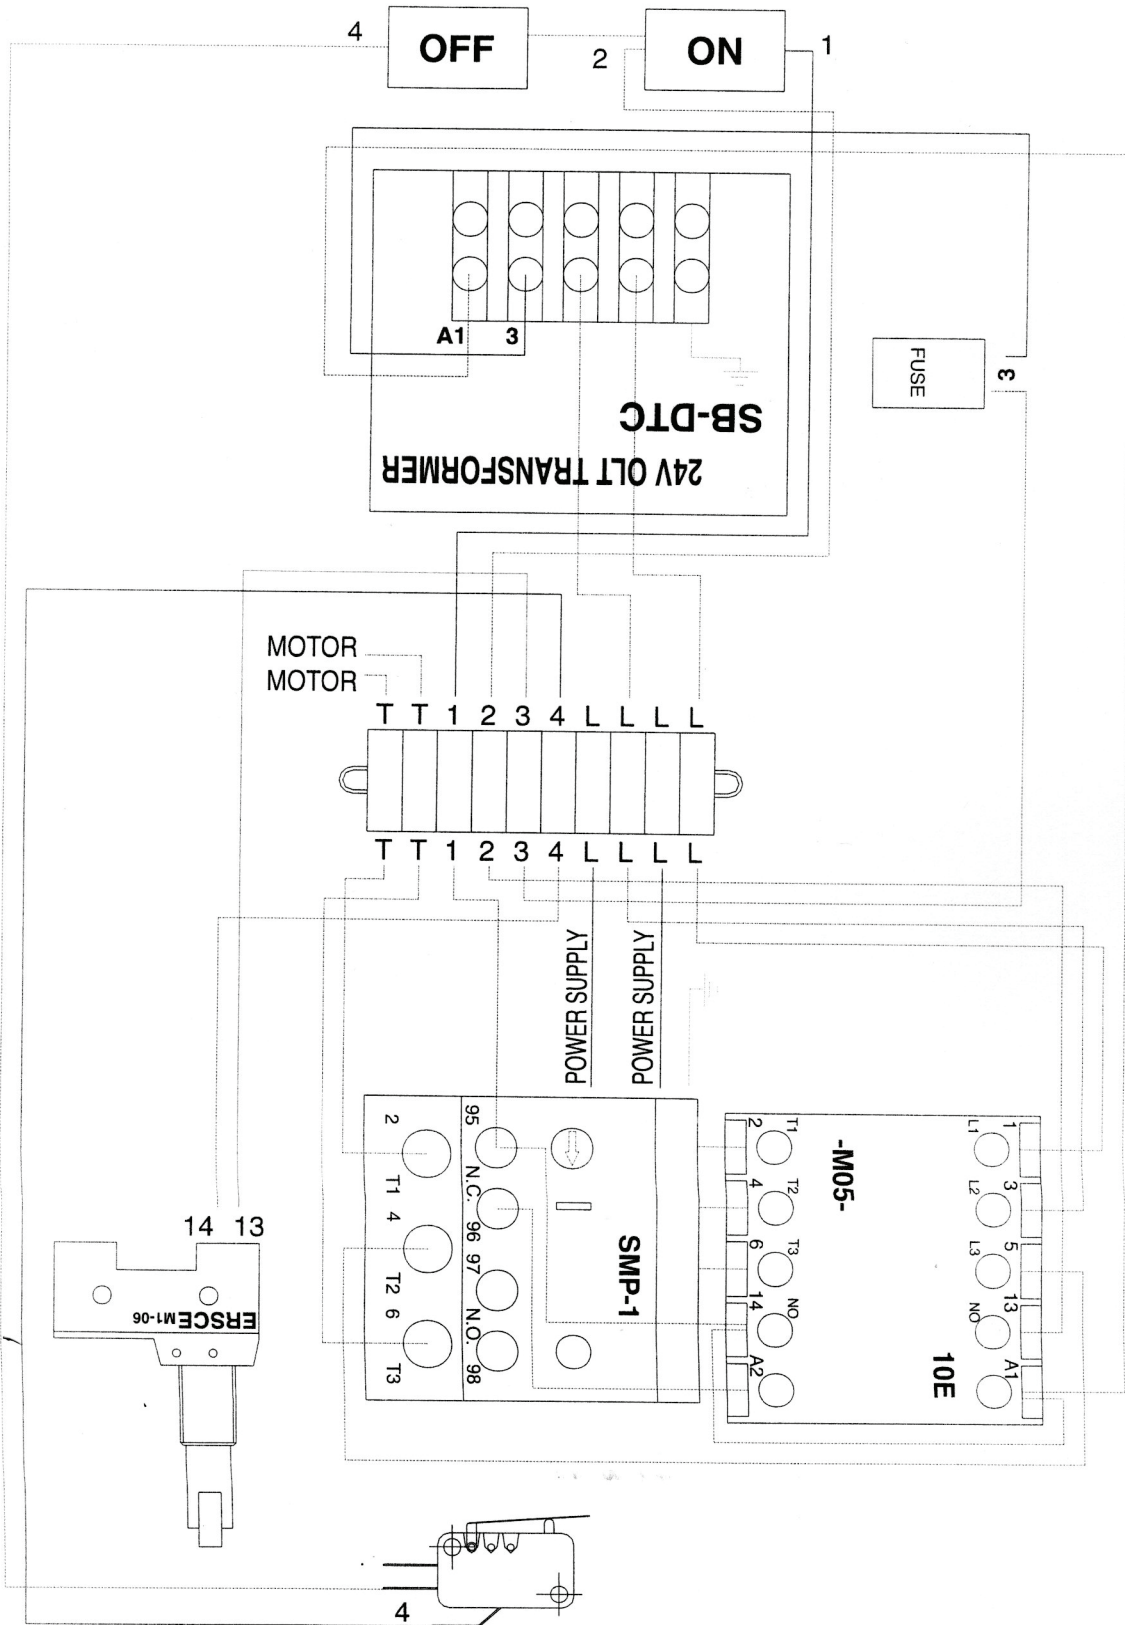 4
OFF
2
ON
1
A1 3
FUSE
3
SB-DTC
24V OLT TRANSFORMER
MOTOR
MOTOR
T T 1 2 3 4 L L L L
T T 1 2 3 4 L L L L
POWER SUPPLY
POWER SUPPLY
2
T1
4
T2
6
T3
95
N.C.
96
97
N.O.
98
SMP-1
2
T1
4
T2
6
T3
14
NO
A2
-M05-
10E
L1
1
L2
3
L3
5
NO
13
A1
14 13
ERSCE M1-06
4